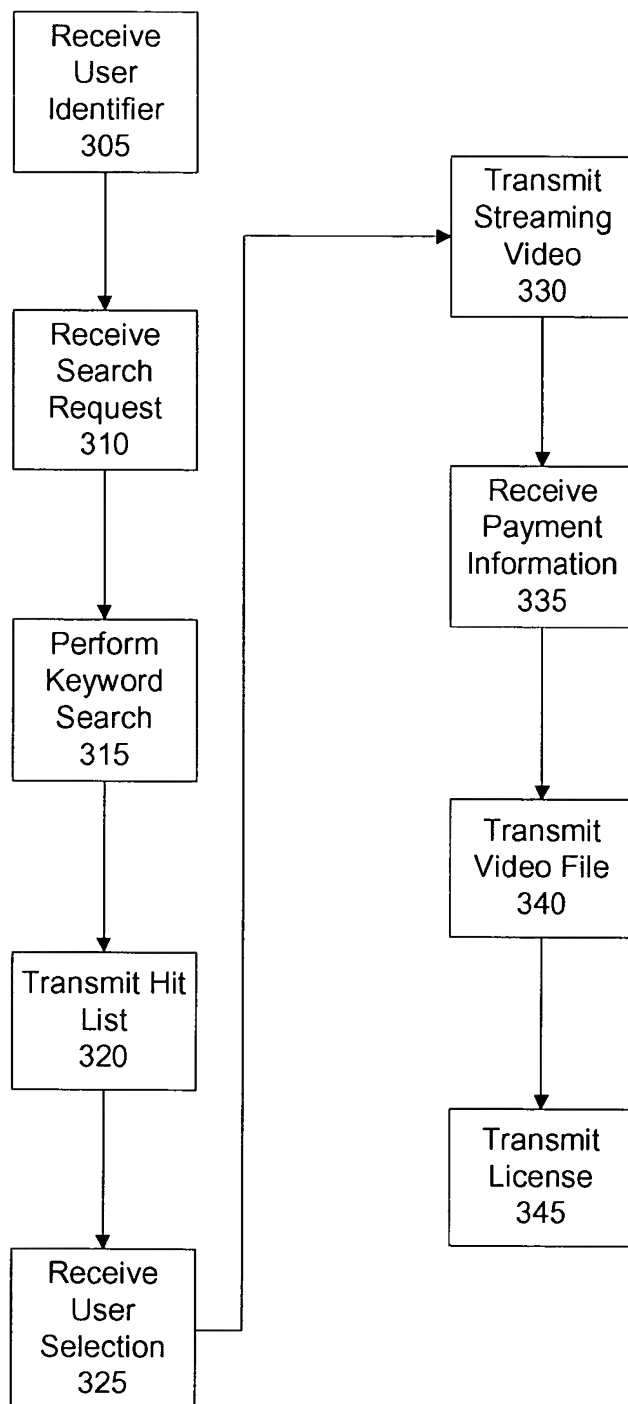 Receive
User
Identifier
305
Receive
Search
Request
310
Perform
Keyword
Search
315
Transmit Hit
List
320
Receive
User
Selection
325
Transmit
Streaming
Video
330
Receive
Payment
Information
335
Transmit
Video File
340
Transmit
License
345